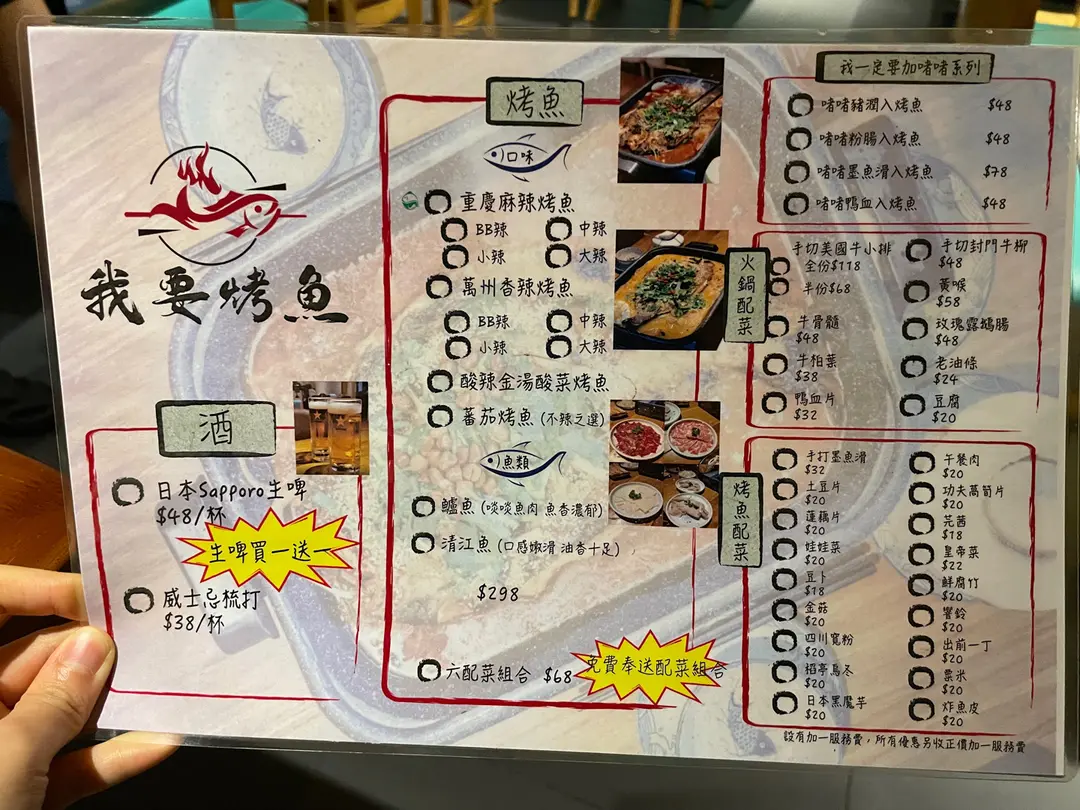 我要烤魚
酒
日本Sapporo生啤
$48/杯
生啤買一送一
威士忌梳打
$38/杯
烤魚
口味
重慶麻辣烤魚
BB辣 中辣
小辣 大辣
萬州香辣烤魚
BB辣 中辣
小辣 大辣
酸辣金湯酸菜烤魚
蕃茄烤魚 (不辣之選)
魚類
鱸魚 (啖啖魚肉 魚香濃郁)
清江魚 (口感嫩滑 油香十足)
$298
六配菜組合 $68
免費奉送配菜組合
我一定要加啫啫系列
啫啫豬潤入烤魚 $48
啫啫粉腸入烤魚 $48
啫啫墨魚滑入烤魚 $78
啫啫鴨血入烤魚 $48
火鍋配菜
手切美國牛小排
全份$118
半份$68
牛骨髓
$48
牛柏葉
$38
鴨血片
$32
手切封門牛柳
$48
黃喉
$58
玫瑰露鴨腸
$48
老油條
$24
豆腐
$20
烤魚配菜
手打墨魚滑
$32
土豆片
$20
蓮藕片
$20
娃娃菜
$20
豆卜
$18
金菇
$20
四川寬粉
$20
稻亭烏冬
$20
日本黑魔芋
$20
午餐肉
$20
功夫萵筍片
$20
芫茜
$18
皇帝菜
$22
鮮腐竹
$20
響鈴
$20
出前一丁
$20
粟米
$20
炸魚皮
$20
設有加一服務費，所有優惠另收正價加一服務費